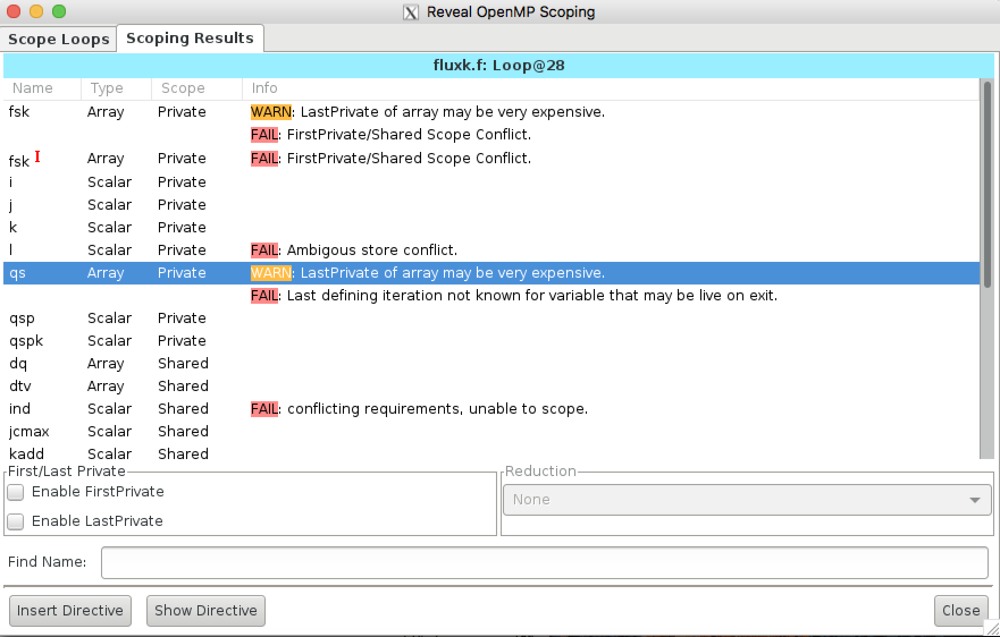 Reveal OpenMP Scoping
Scope Loops Scoping Results
fluxk.f: Loop@28
Name Type Scope Info
fsk Array Private WARN: LastPrivate of array may be very expensive.
FAIL: FirstPrivate/Shared Scope Conflict.
fsk I Array Private FAIL: FirstPrivate/Shared Scope Conflict.
i Scalar Private
j Scalar Private
k Scalar Private
l Scalar Private FAIL: Ambigous store conflict.
qs Array Private WARN: LastPrivate of array may be very expensive.
FAIL: Last defining iteration not known for variable that may be live on exit.
qsp Scalar Private
qspk Scalar Private
dq Array Shared
dtv Array Shared
ind Scalar Shared FAIL: conflicting requirements, unable to scope.
jcmax Scalar Shared
kadd Scalar Shared
First/Last Private Reduction
Enable FirstPrivate None
Enable LastPrivate
Find Name:
Insert Directive Show Directive Close